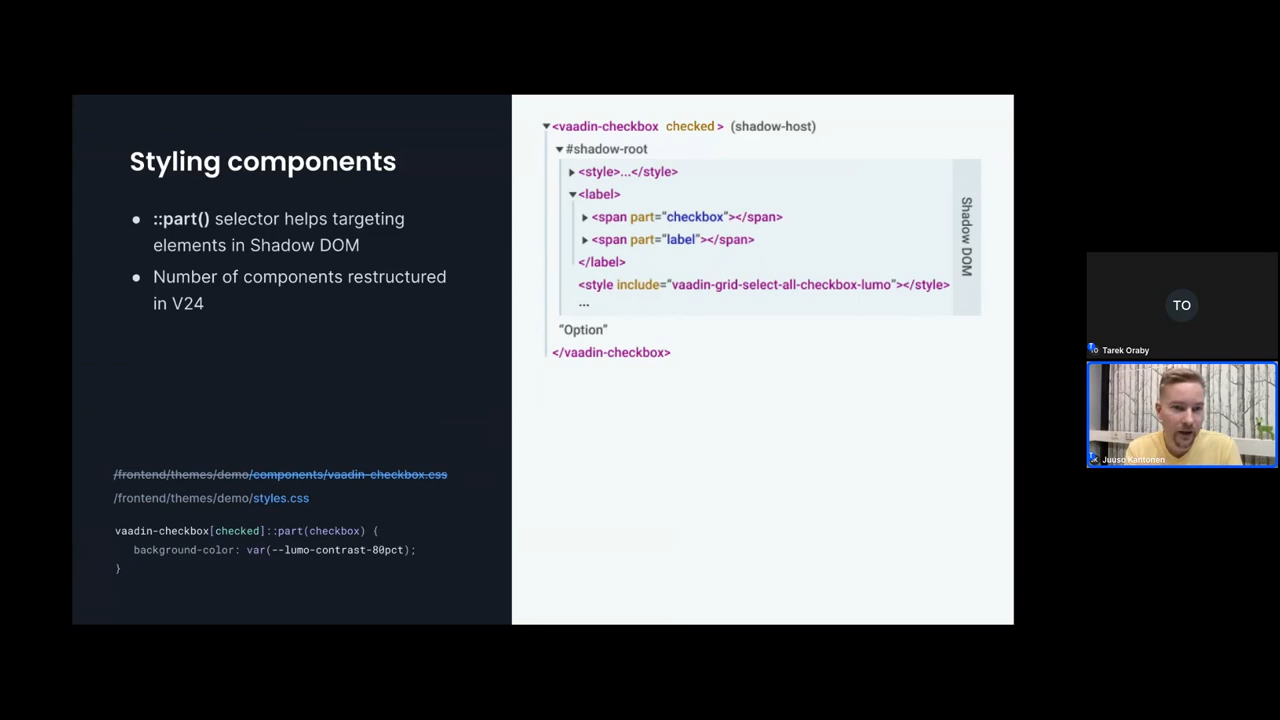 Styling components
● ::part() selector helps targeting
elements in Shadow DOM
● Number of components restructured
in V24
/frontend/themes/demo/components/vaadin-checkbox.css
/frontend/themes/demo/styles.css
vaadin-checkbox[checked]::part(checkbox) {
background-color: var(--lumo-contrast-80pct);
}
▼<vaadin-checkbox checked > (shadow-host)
▼#shadow-root
▶<style>...</style>
▼<label>
▶<span part="checkbox"></span>
▶<span part="label"></span>
</label>
<style include="vaadin-grid-select-all-checkbox-lumo"></style>
...
"Option"
</vaadin-checkbox>
Shadow DOM
TO
Tarek Oraby
Juuso Kantonen